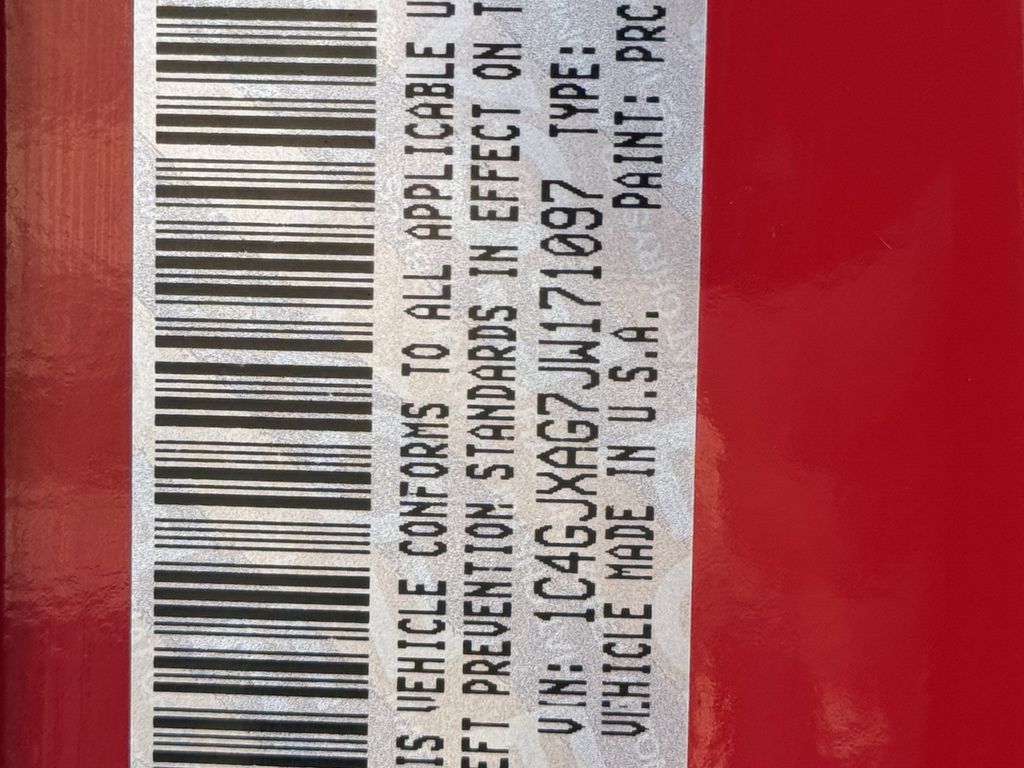 IS VEHICLE CONFORMS TO ALL APPLICABLE U
EFT PREVENTION STANDARDS IN EFFECT ON T
VIN: 1C4GJXAG7JW171097 TYPE:
VEHICLE MADE IN U.S.A. PAINT: PRC